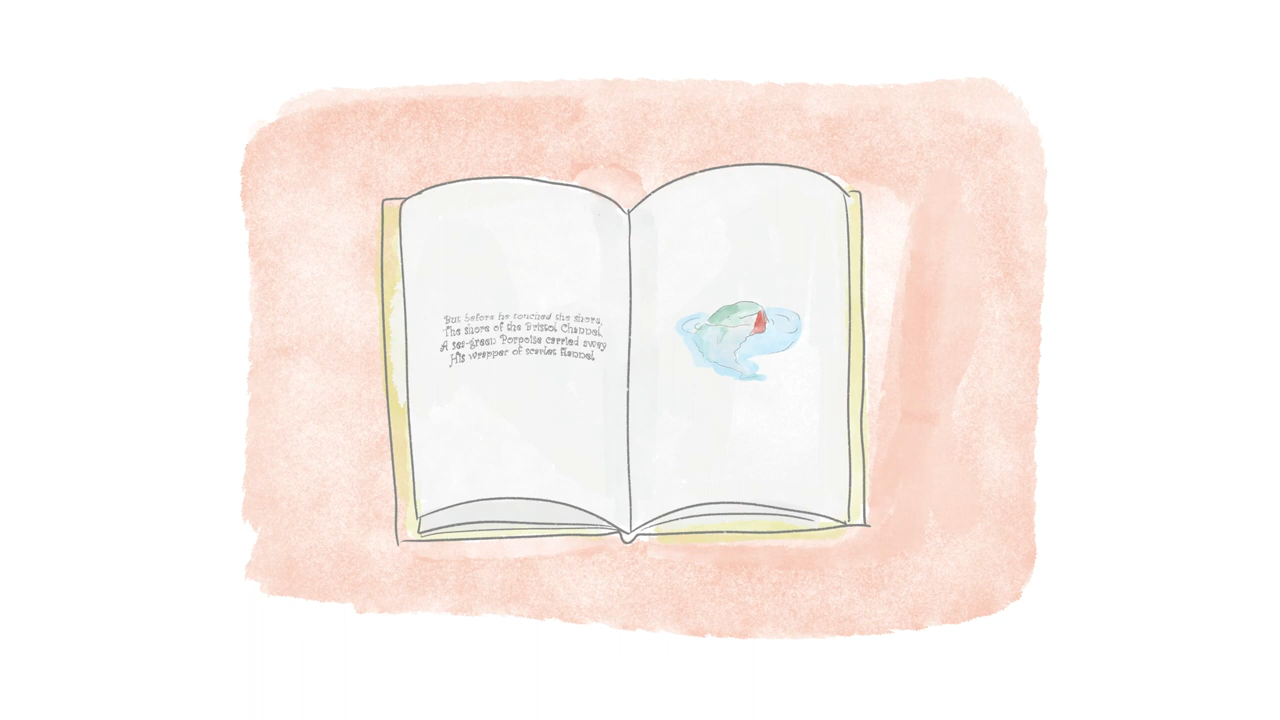 But before he touched the shore,
The shore of the Bristol Channel,
A sea-green Porpoise carried away
His wrapper of scarlet flannel.